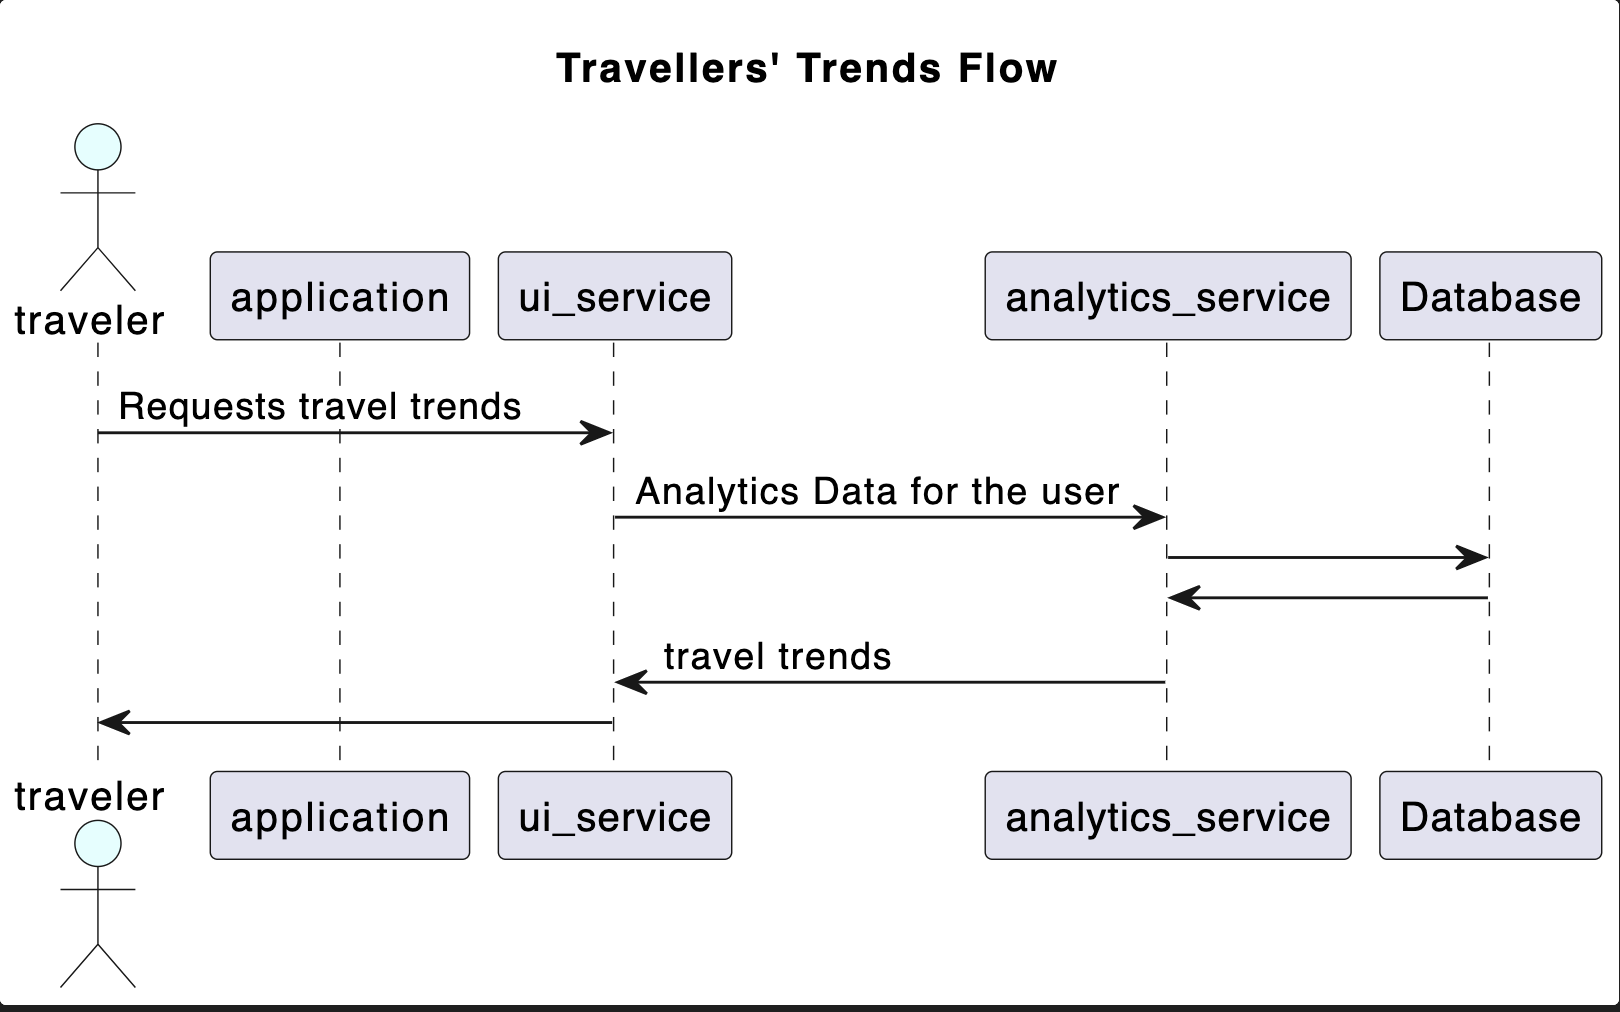 Travellers' Trends Flow
traveler
application
ui_service
analytics_service
Database
Requests travel trends
Analytics Data for the user
travel trends
traveler
application
ui_service
analytics_service
Database